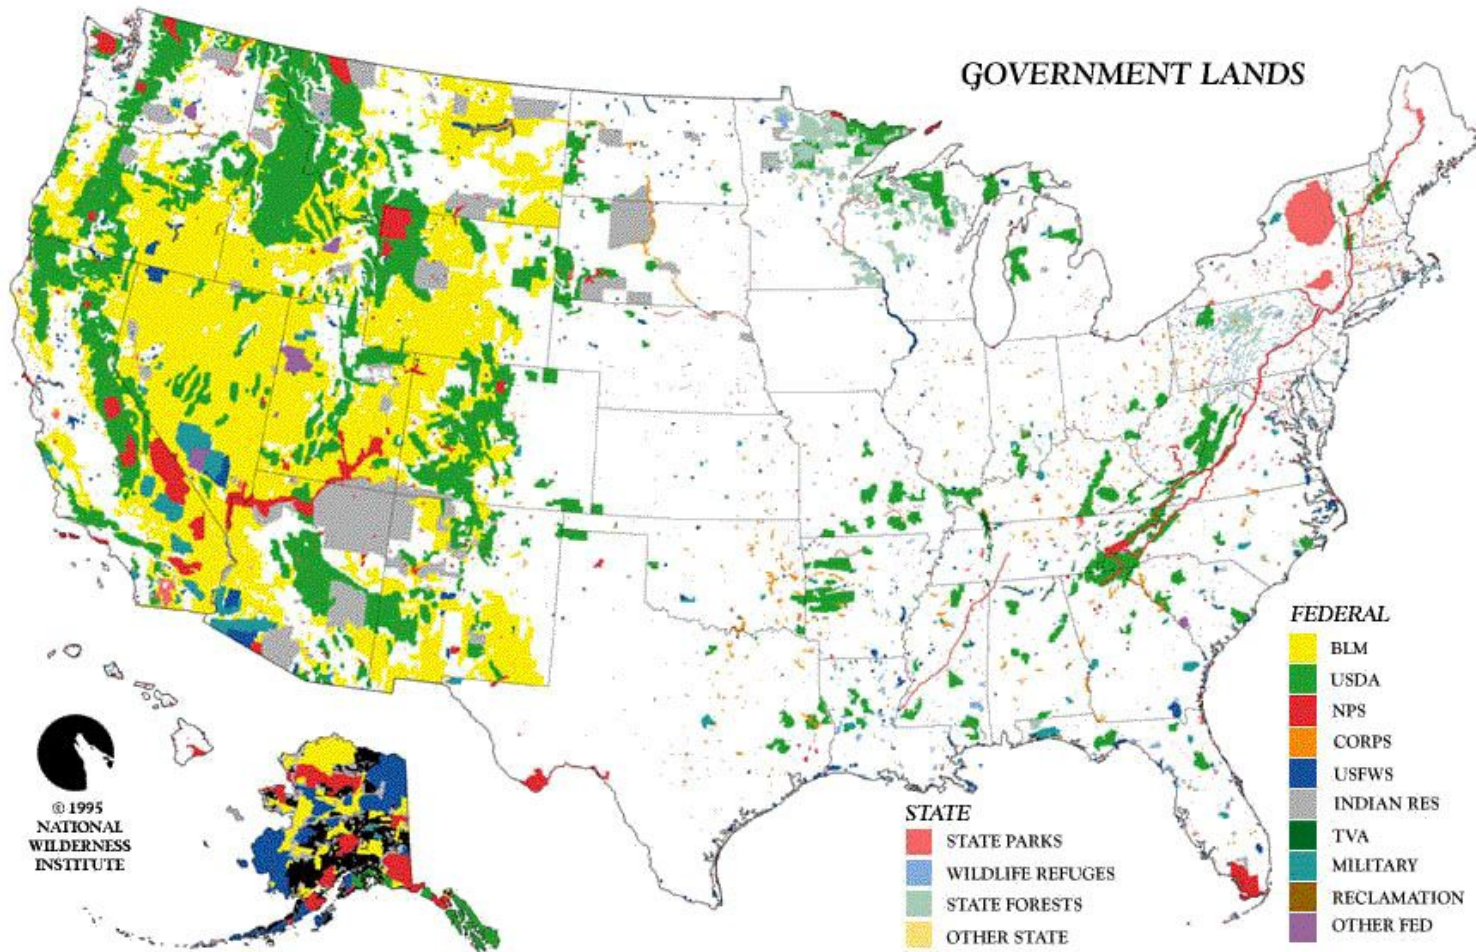 GOVERNMENT LANDS
© 1995
NATIONAL
WILDERNESS
INSTITUTE
STATE
STATE PARKS
WILDLIFE REFUGES
STATE FORESTS
OTHER STATE
FEDERAL
BLM
USDA
NPS
CORPS
USFWS
INDIAN RES
TVA
MILITARY
RECLAMATION
OTHER FED